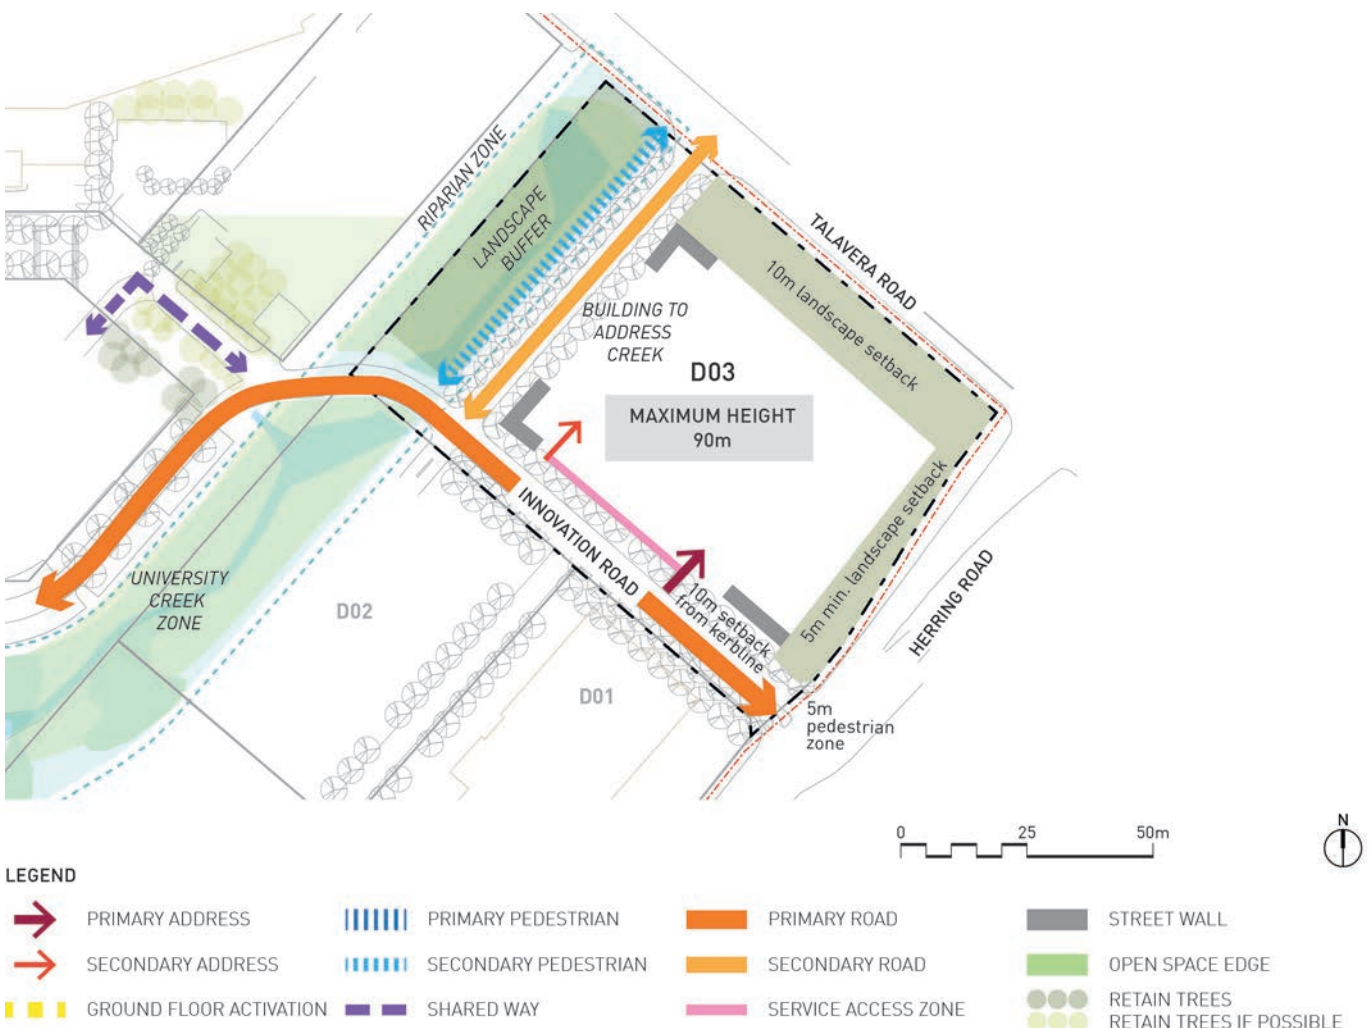 RIPARIAN ZONE
LANDSCAPE
BUFFER
TALAVERA ROAD
10m landscape setback
BUILDING TO
ADDRESS
CREEK
D03
MAXIMUM HEIGHT
90m
INNOVATION ROAD
10m setback
from kerbline
5m min. landscape setback
HERRING ROAD
UNIVERSITY
CREEK
ZONE
D02
D01
5m
pedestrian
zone
0 25 50m
N
LEGEND
PRIMARY ADDRESS
SECONDARY ADDRESS
GROUND FLOOR ACTIVATION
PRIMARY PEDESTRIAN
SECONDARY PEDESTRIAN
SHARED WAY
PRIMARY ROAD
SECONDARY ROAD
SERVICE ACCESS ZONE
STREET WALL
OPEN SPACE EDGE
RETAIN TREES
RETAIN TREES IF POSSIBLE